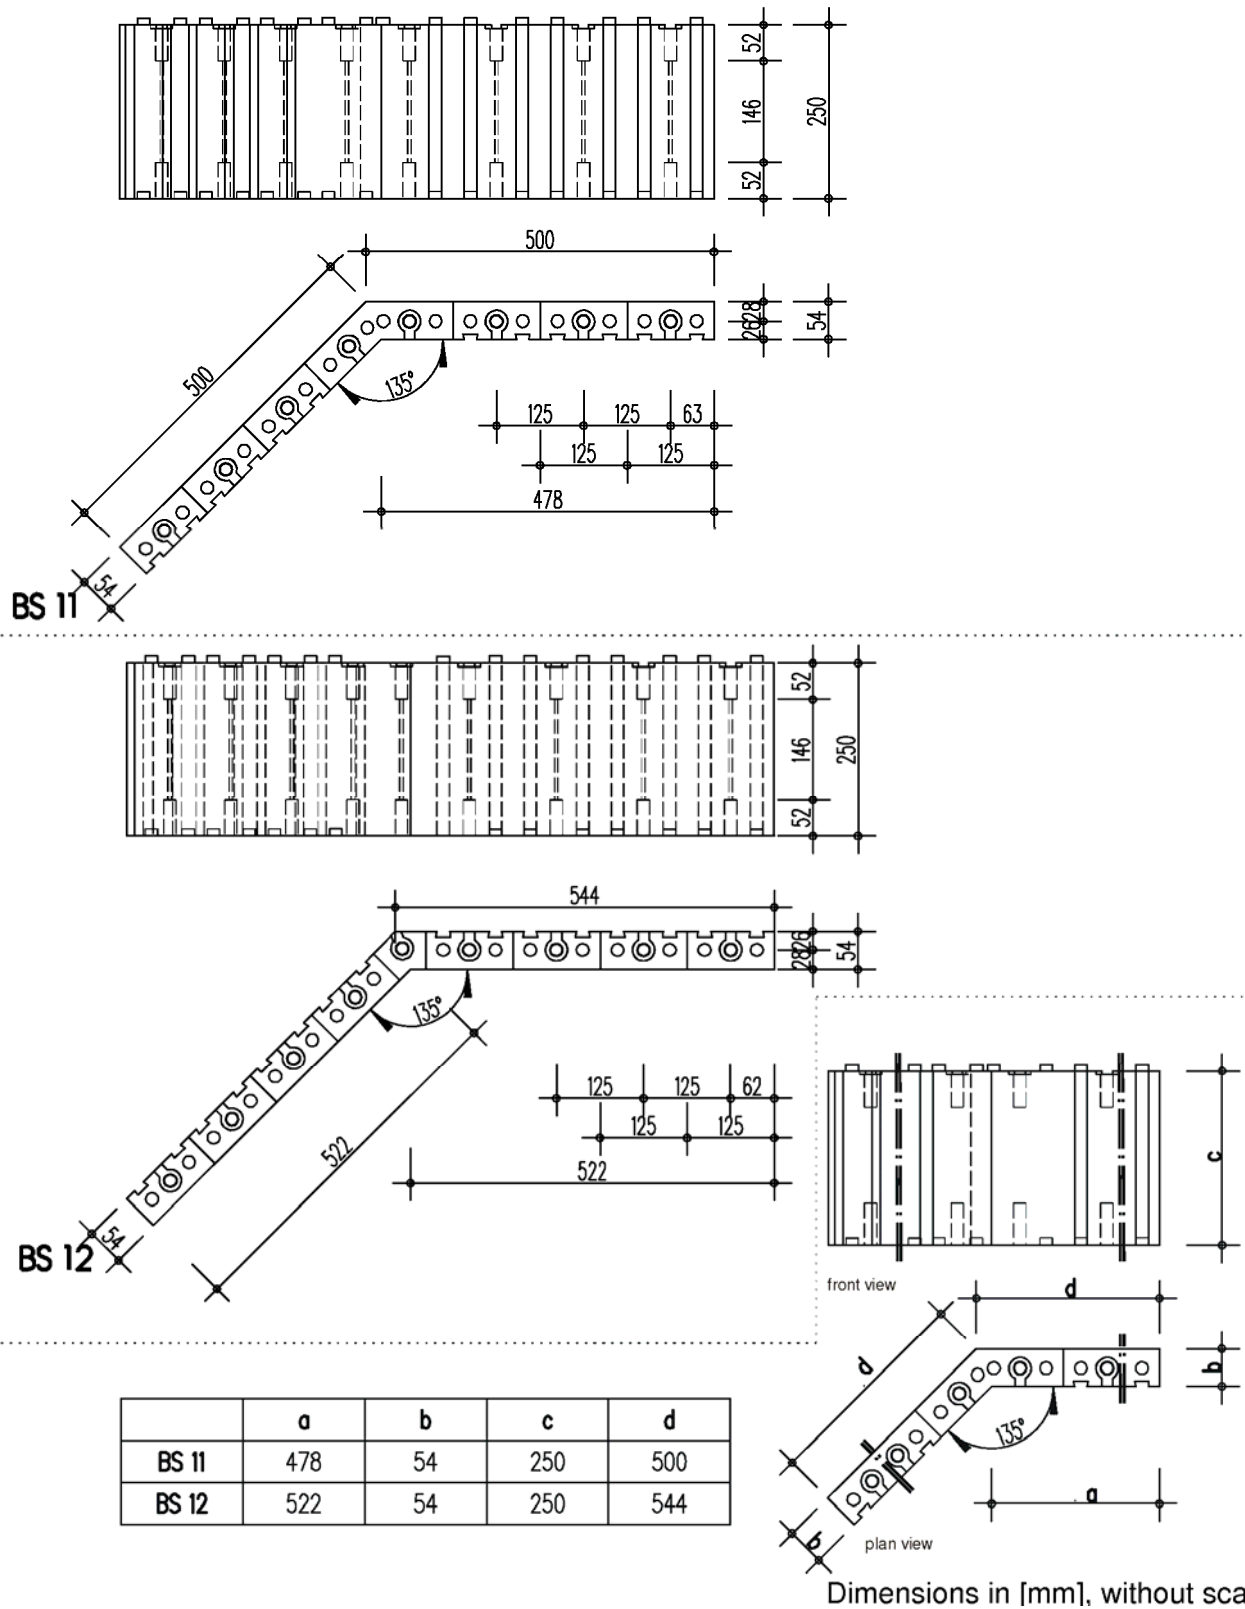 52
146
250
52
500
500
28
26
54
135°
125 125 63
125 125
478
54
BS 11
52
146
250
52
544
26
28
54
135°
125 125 62
125 125
522
522
54
BS 12
c
front view
d
d
b
135°
a
b
plan view
a b c d
BS 11 478 54 250 500
BS 12 522 54 250 544
Dimensions in [mm], without sca